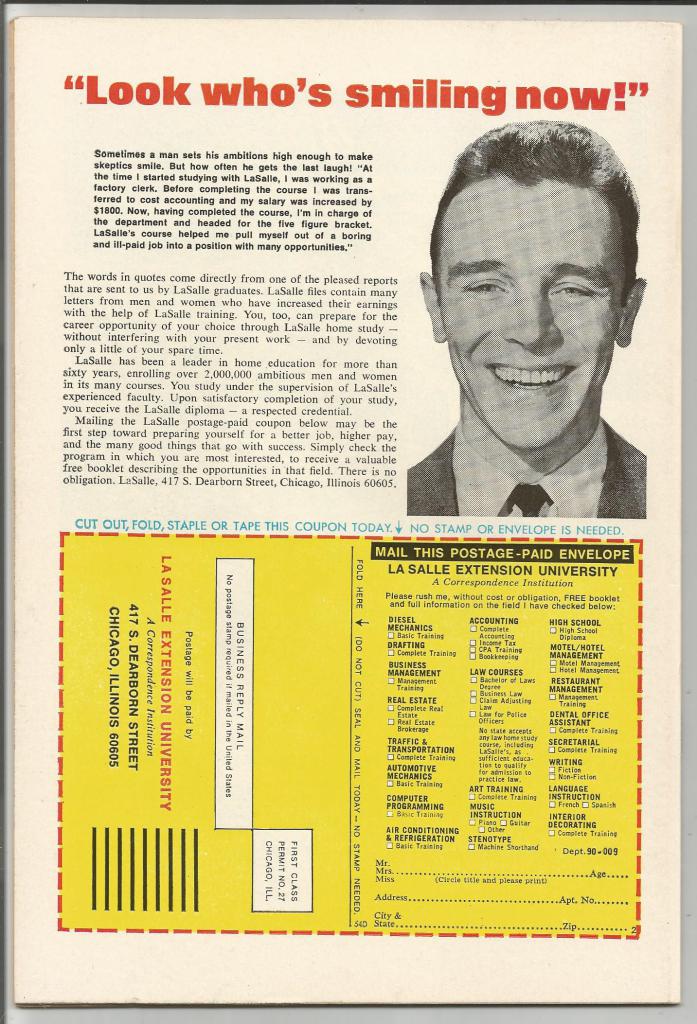 “Look who's smiling now!”
Sometimes a man sets his ambitions high enough to make
skeptics smile. But how often he gets the last laugh! “At
the time I started studying with LaSalle, I was working as a
factory clerk. Before completing the course I was trans-
ferred to cost accounting and my salary was increased by
$1800. Now, having completed the course, I'm in charge of
the department and headed for the five figure bracket.
LaSalle's course helped me pull myself out of a boring
and ill-paid job into a position with many opportunities.”
The words in quotes come directly from one of the pleased reports
that are sent to us by LaSalle graduates. LaSalle files contain many
letters from men and women who have increased their earnings
with the help of LaSalle training. You, too, can prepare for the
career opportunity of your choice through LaSalle home study —
without interfering with your present work — and by devoting
only a little of your spare time.
LaSalle has been a leader in home education for more than
sixty years, enrolling over 2,000,000 ambitious men and women
in its many courses. You study under the supervision of LaSalle's
experienced faculty. Upon satisfactory completion of your study,
you receive the LaSalle diploma — a respected credential.
Mailing the LaSalle postage-paid coupon below may be the
first step toward preparing yourself for a better job, higher pay,
and the many good things that go with success. Simply check the
program in which you are most interested, to receive a valuable
free booklet describing the opportunities in that field. There is no
obligation. LaSalle, 417 S. Dearborn Street, Chicago, Illinois 60605.
CUT OUT, FOLD, STAPLE OR TAPE THIS COUPON TODAY. ↓ NO STAMP OR ENVELOPE IS NEEDED.
FIRST CLASS
PERMIT NO. 27
CHICAGO, ILL.
BUSINESS REPLY MAIL
No postage stamp required if mailed in the United States
Postage will be paid by
LA SALLE EXTENSION UNIVERSITY
A Correspondence Institution
417 S. DEARBORN STREET
CHICAGO, ILLINOIS 60605
FOLD HERE ← (DO NOT CUT) SEAL AND MAIL TODAY — NO STAMP NEEDED.
540
MAIL THIS POSTAGE-PAID ENVELOPE
LA SALLE EXTENSION UNIVERSITY
A Correspondence Institution
Please rush me, without cost or obligation, FREE booklet
and full information on the field I have checked below:
DIESEL
MECHANICS
Basic Training
DRAFTING
Complete Training
BUSINESS
MANAGEMENT
Management
Training
REAL ESTATE
Complete Real
Estate
Real Estate
Brokerage
TRAFFIC &
TRANSPORTATION
Complete Training
AUTOMOTIVE
MECHANICS
Basic Training
COMPUTER
PROGRAMMING
Basic Training
AIR CONDITIONING
& REFRIGERATION
Basic Training
ACCOUNTING
Complete
Accounting
Income Tax
CPA Training
Bookkeeping
LAW COURSES
Bachelor of Laws
Degree
Business Law
Claim Adjusting
Law
Law for Police
Officers
No state accepts
any law home study
course, including
LaSalle's, as
sufficient educa-
tion to qualify
for admission to
practice law.
ART TRAINING
Complete Training
MUSIC
INSTRUCTION
Piano Guitar
Other
STENOTYPE
Machine Shorthand
HIGH SCHOOL
High School
Diploma
MOTEL/HOTEL
MANAGEMENT
Motel Management
Hotel Management
RESTAURANT
MANAGEMENT
Management
Training
DENTAL OFFICE
ASSISTANT
Complete Training
SECRETARIAL
Complete Training
WRITING
Fiction
Non-Fiction
LANGUAGE
INSTRUCTION
French Spanish
INTERIOR
DECORATING
Complete Training
Dept. 90-009
Mr.
Mrs. Age
Miss (Circle title and please print)
Address Apt. No.
City &
State Zip
2